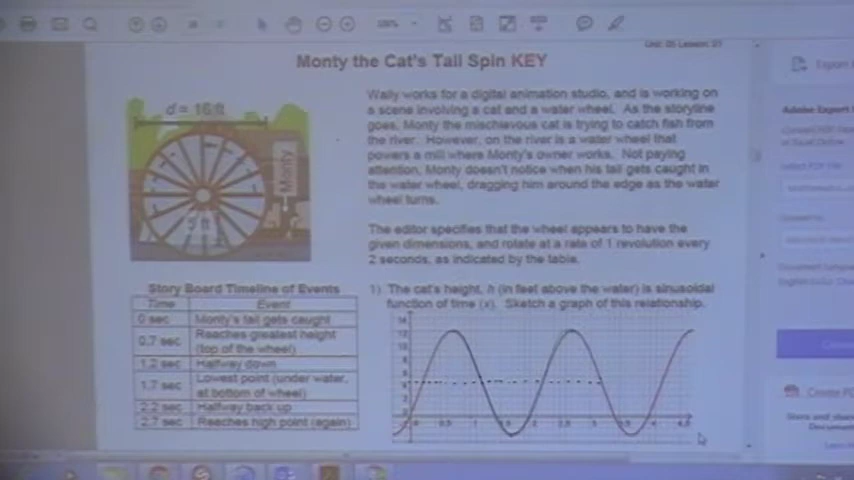 Monty the Cat's Tail Spin KEY
d = 16 ft
Monty
5 ft
Wally works for a digital animation studio, and is working on
a scene involving a cat and a water wheel. As the storyline
goes, Monty the mischievous cat is trying to catch fish from
the river. However, on the river is a water wheel that
powers a mill where Monty's owner works. Not paying
attention, Monty doesn't notice when his tail gets caught in
the water wheel, dragging him around the edge as the water
wheel turns.
The editor specifies that the wheel appears to have the
given dimensions, and rotate at a rate of 1 revolution every
2 seconds, as indicated by the table.
Story Board Timeline of Events
Time Event
0 sec Monty's tail gets caught
0.7 sec Reaches greatest height
(top of the wheel)
1.2 sec Halfway down
1.7 sec Lowest point (under water,
at bottom of wheel)
2.2 sec Halfway back up
2.7 sec Reaches high point (again)
1) The cat's height, h (in feet above the water) is sinusoidal
function of time (x). Sketch a graph of this relationship.
Adobe Export
Create PDF